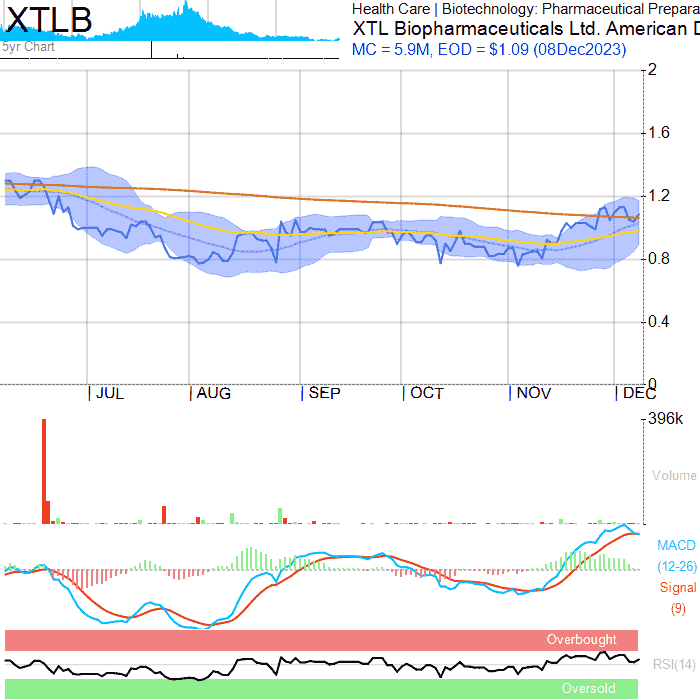 XTLB
5yr Chart
Health Care | Biotechnology: Pharmaceutical Prepara
XTL Biopharmaceuticals Ltd. American D
MC = 5.9M, EOD = $1.09 (08Dec2023)
2
1.6
1.2
0.8
0.4
0
JUL
AUG
SEP
OCT
NOV
DEC
396k
Volume
MACD
(12-26)
Signal
(9)
Overbought
RSI(14)
Oversold